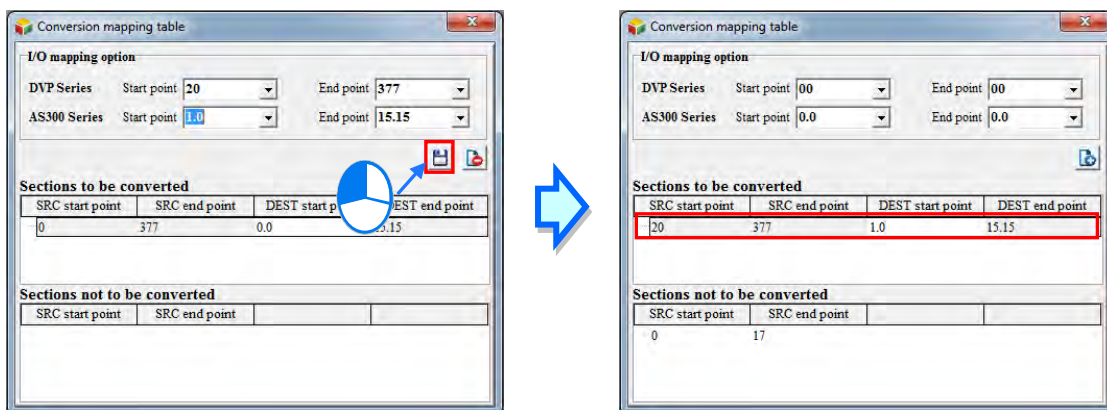 Conversion mapping table
I/O mapping option
DVP Series Start point 20 End point 377
AS300 Series Start point 1.0 End point 15.15
Sections to be converted
SRC start point SRC end point DEST start p DEST end point
0 377 0.0 15.15
Sections not to be converted
SRC start point SRC end point
Conversion mapping table
I/O mapping option
DVP Series Start point 00 End point 00
AS300 Series Start point 0.0 End point 0.0
Sections to be converted
SRC start point SRC end point DEST start point DEST end point
20 377 1.0 15.15
Sections not to be converted
SRC start point SRC end point
0 17